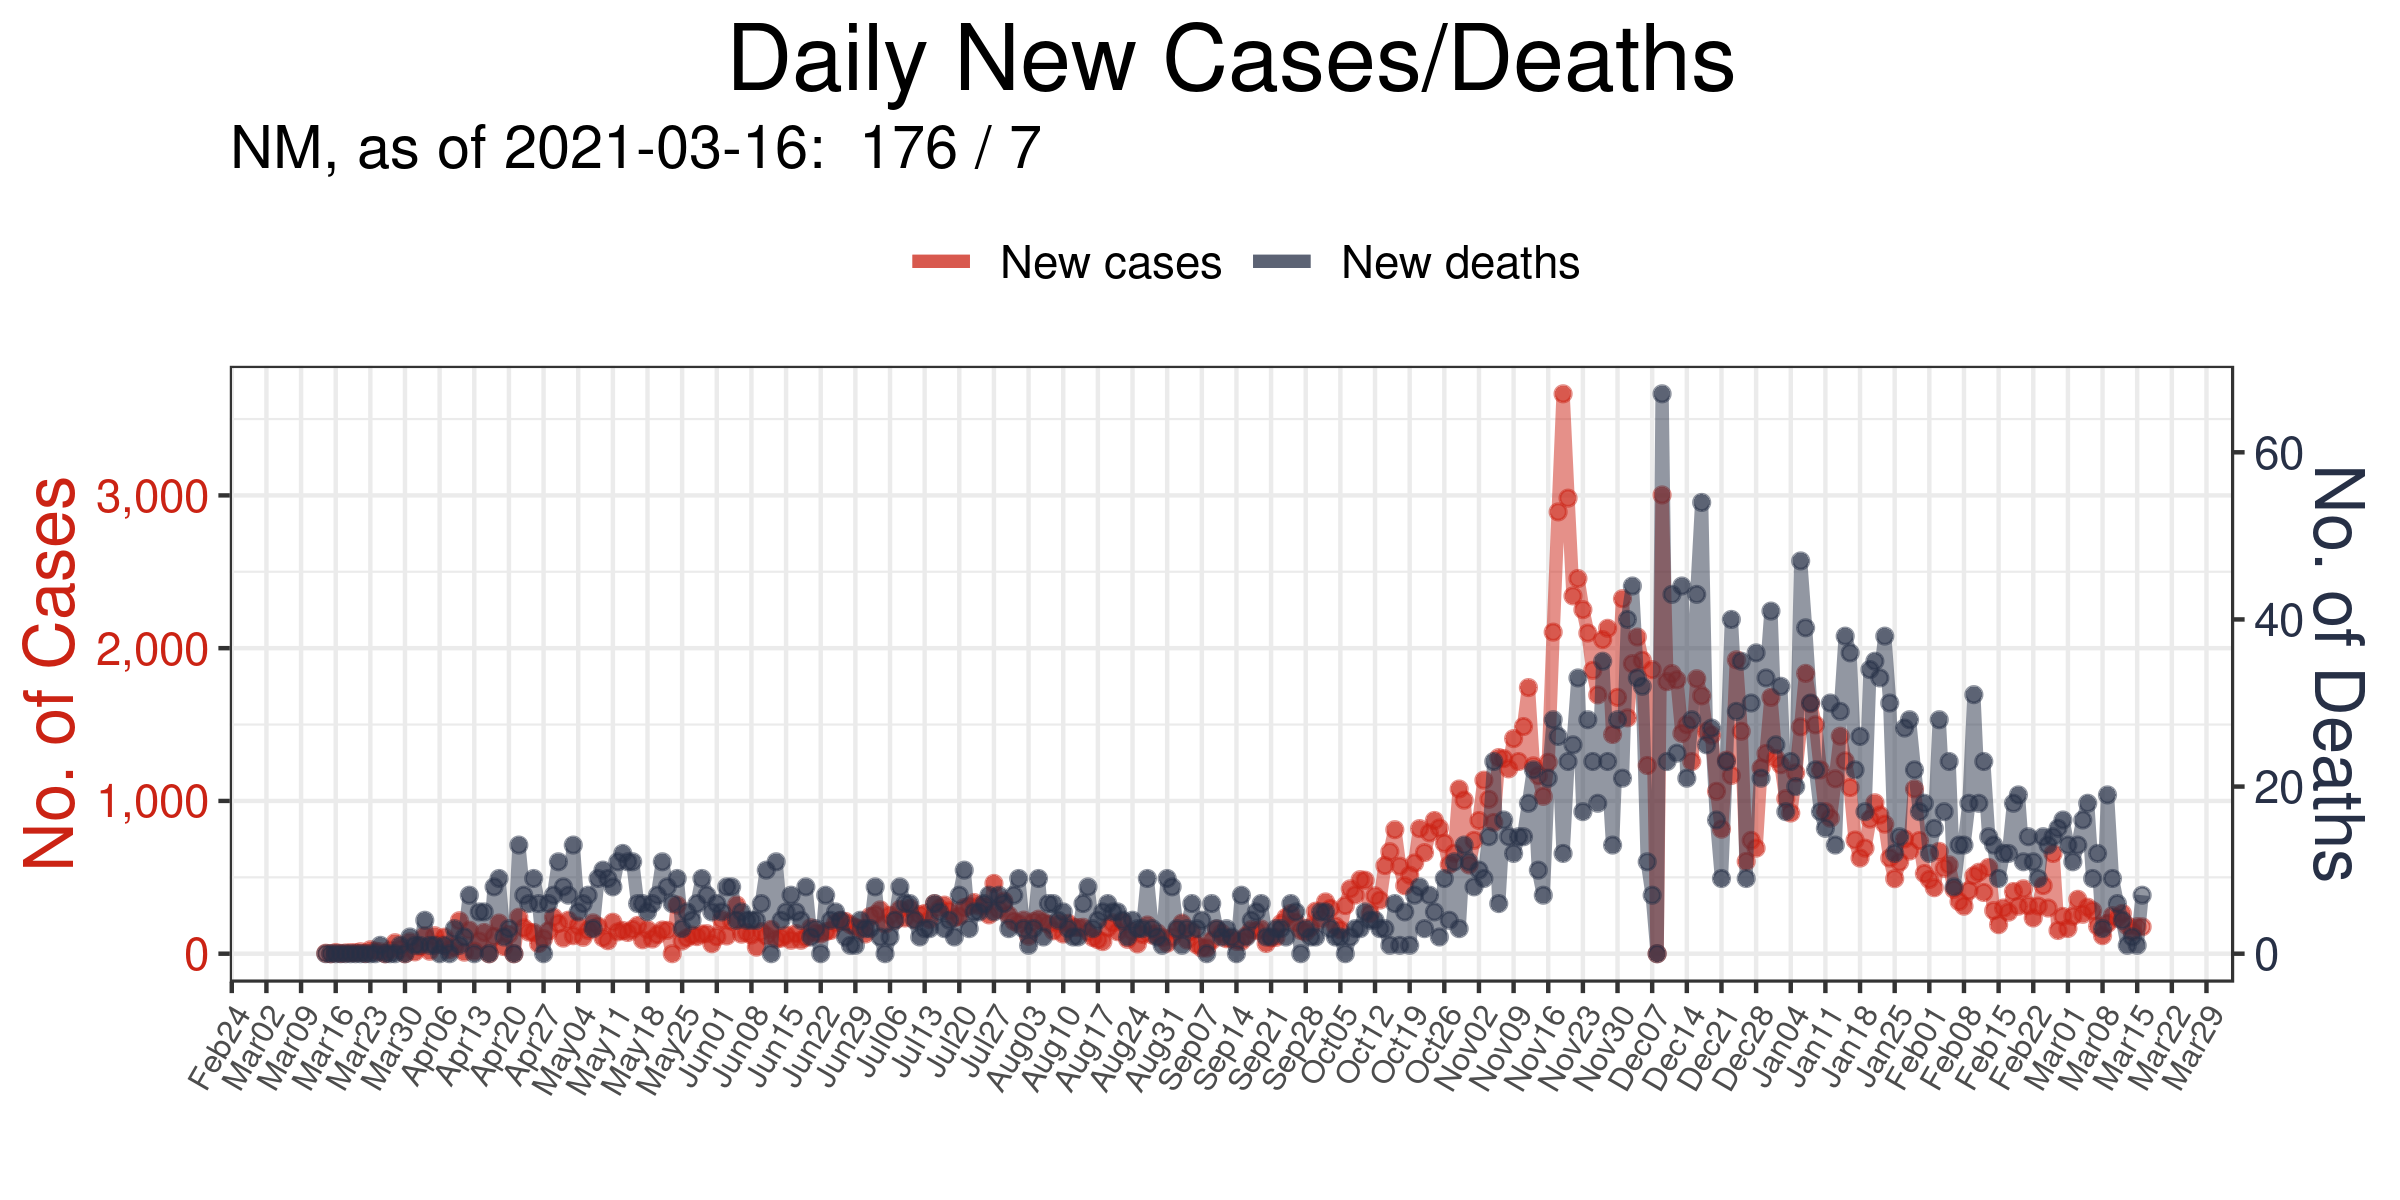 Daily New Cases/Deaths
NM, as of 2021-03-16:  176 / 7
New cases
New deaths
No. of Cases
3,000
2,000
1,000
0
60
40
20
0
No. of Deaths
Feb24
Mar02
Mar09
Mar16
Mar23
Mar30
Apr06
Apr13
Apr20
Apr27
May04
May11
May18
May25
Jun01
Jun08
Jun15
Jun22
Jun29
Jul06
Jul13
Jul20
Jul27
Aug03
Aug10
Aug17
Aug24
Aug31
Sep07
Sep14
Sep21
Sep28
Oct05
Oct12
Oct19
Oct26
Nov02
Nov09
Nov16
Nov23
Nov30
Dec07
Dec14
Dec21
Dec28
Jan04
Jan11
Jan18
Jan25
Feb01
Feb08
Feb15
Feb22
Mar01
Mar08
Mar15
Mar22
Mar29